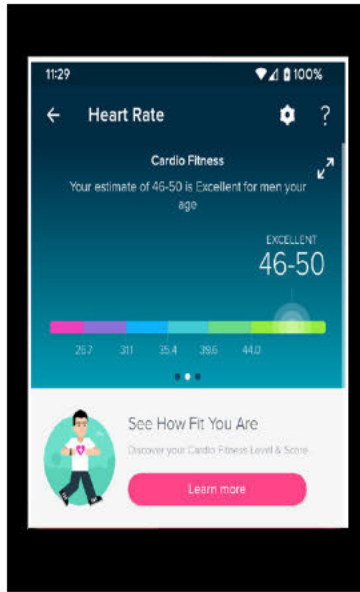 11:29
100%
Heart Rate
?
Cardio Fitness
Your estimate of 46-50 is Excellent for men your
age
EXCELLENT
46-50
26.7 31.1 35.4 39.6 44.0
See How Fit You Are
Discover your Cardio Fitness Level & Score.
Learn more